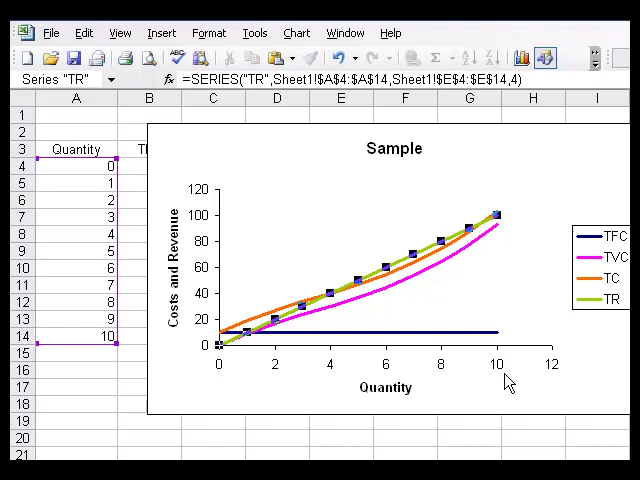 File Edit View Insert Format Tools Chart Window Help
Series "TR" fx =SERIES("TR",Sheet1!$A$4:$A$14,Sheet1!$E$4:$E$14,4)
A B C D E F G H I
1
2
3 Quantity
4 0
5 1
6 2
7 3
8 4
9 5
10 6
11 7
12 8
13 9
14 10
15
16
17
18
19
20
21
Sample
Costs and Revenue
120
100
80
60
40
20
0
0 2 4 6 8 10 12
Quantity
TFC
TVC
TC
TR